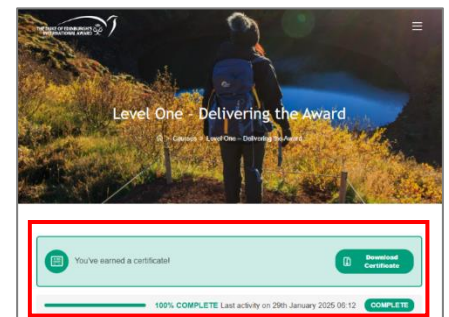 THE DUKE OF EDINBURGH'S
INTERNATIONAL AWARD
Level One - Delivering the Award
> Courses > Level One – Delivering the Award
You've earned a certificate!
Download
Certificate
100% COMPLETE Last activity on 29th January 2025 06:12 COMPLETE